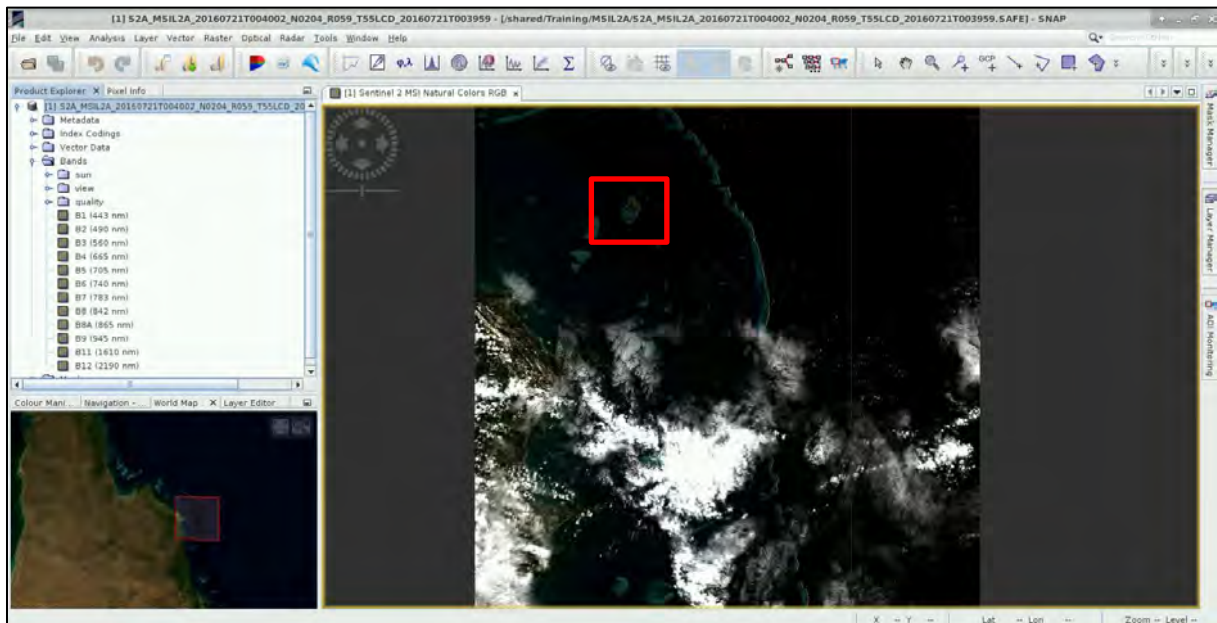 [1] S2A_MSIL2A_20160721T004002_N0204_R059_T55LCD_20160721T003959 - [/shared/Training/MSIL2A/S2A_MSIL2A_20160721T004002_N0204_R059_T55LCD_20160721T003959.SAFE] - SNAP
File Edit View Analysis Layer Vector Raster Optical Radar Tools Window Help
GCP
Product Explorer X Pixel Info
[1] Sentinel 2 MSI Natural Colors RGB x
[1] S2A_MSIL2A_20160721T004002_N0204_R059_T55LCD_20
Metadata
Index Codings
Vector Data
Bands
sun
view
quality
B1 (443 nm)
B2 (490 nm)
B3 (560 nm)
B4 (665 nm)
B5 (705 nm)
B6 (740 nm)
B7 (783 nm)
B8 (842 nm)
B8A (865 nm)
B9 (945 nm)
B11 (1610 nm)
B12 (2190 nm)
Mask Manager
Layer Manager
AOI Monitoring
Colour Mani... Navigation - ... World Map X Layer Editor
X -- Y -- Lat -- Lon -- Zoom -- Level --